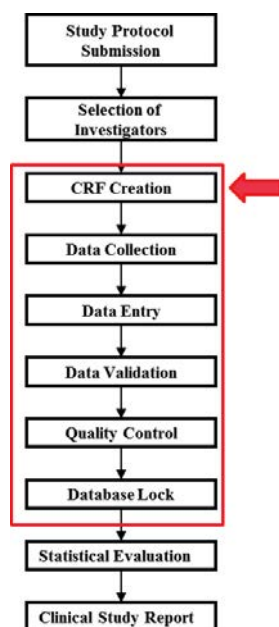 Study Protocol
Submission
Selection of
Investigators
CRF Creation
Data Collection
Data Entry
Data Validation
Quality Control
Database Lock
Statistical Evaluation
Clinical Study Report